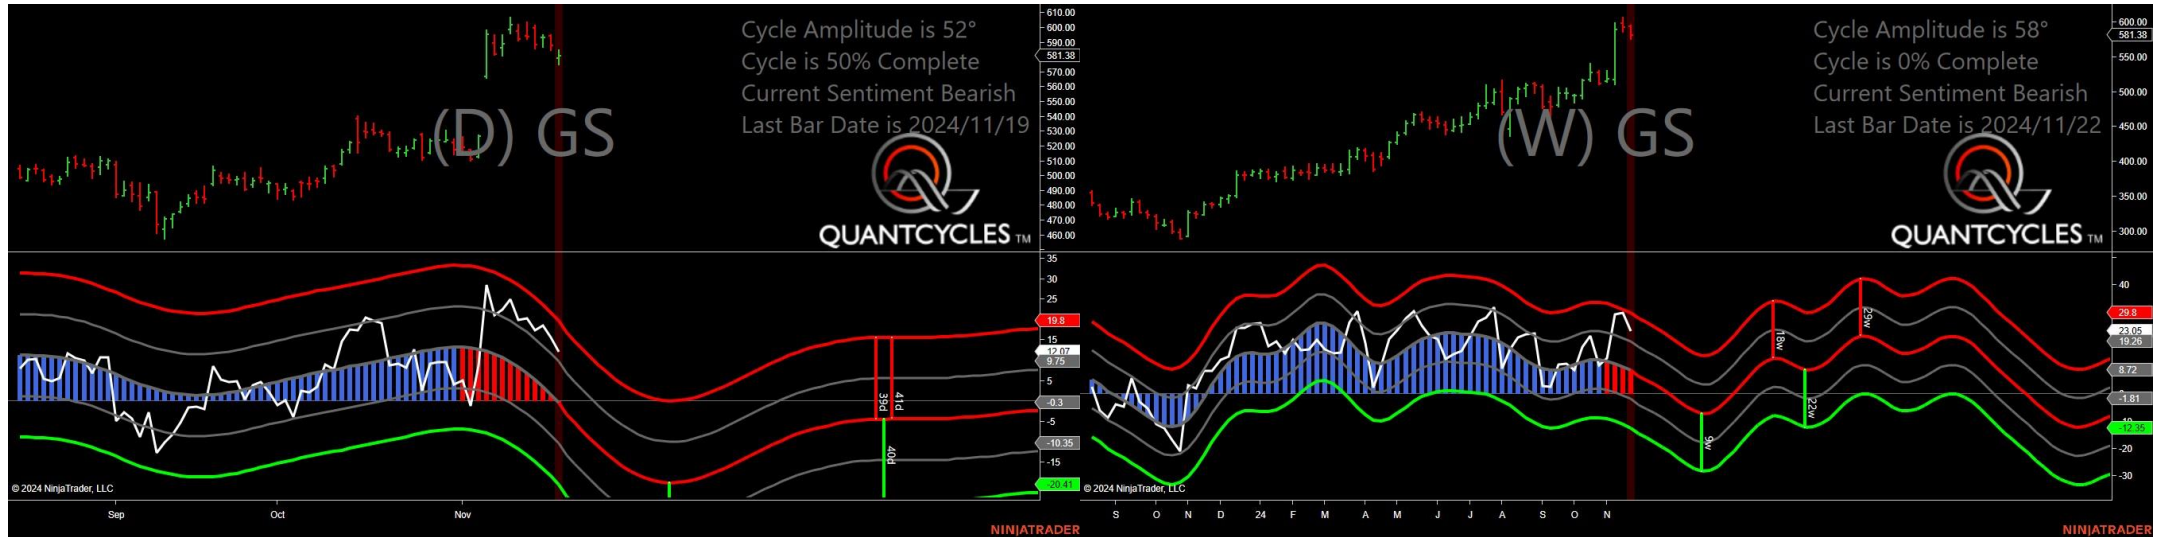 Cycle Amplitude is 52°
Cycle is 50% Complete
Current Sentiment Bearish
Last Bar Date is 2024/11/19
(D) GS
QUANTCYCLES TM
610.00
600.00
590.00
581.38
570.00
560.00
550.00
540.00
530.00
520.00
510.00
500.00
490.00
480.00
470.00
460.00
35
30
25
19.8
15
12.07
9.75
5
-0.3
-5
-10.35
-15
-20.41
39d
41d
40d
© 2024 NinjaTrader, LLC
Sep
Oct
Nov
NINJATRADER
Cycle Amplitude is 58°
Cycle is 0% Complete
Current Sentiment Bearish
Last Bar Date is 2024/11/22
(W) GS
QUANTCYCLES TM
600.00
581.38
550.00
500.00
450.00
400.00
350.00
300.00
40
29.8
23.05
19.26
8.72
-1.81
-12.35
-20
-30
18w
29w
22w
9w
© 2024 NinjaTrader, LLC
S
O
N
D
24
F
M
A
M
J
J
A
S
O
N
NINJATRADER